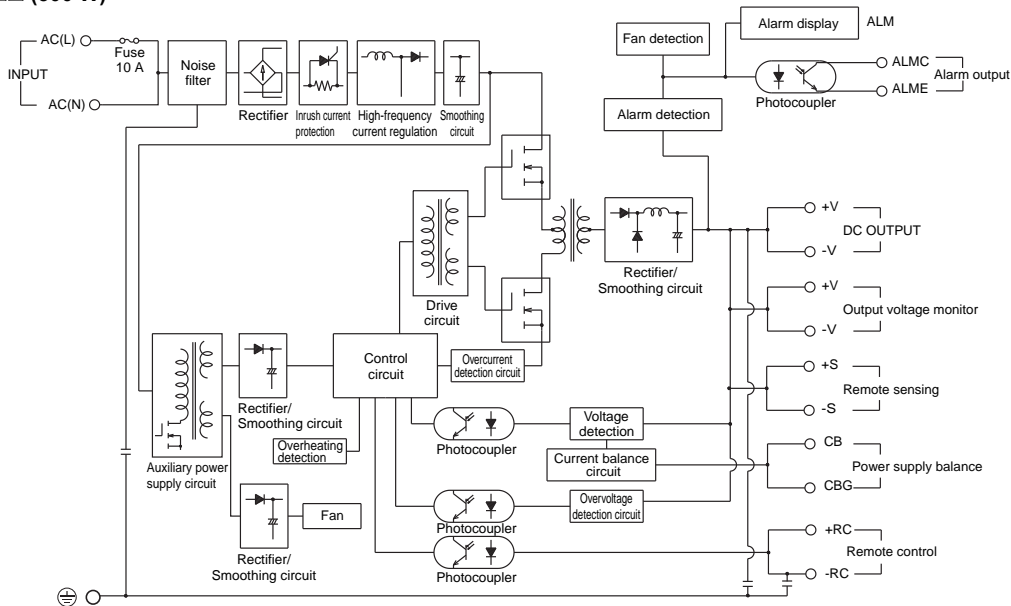 AC(L)
Fuse
10 A
INPUT
AC(N)
Noise
filter
Rectifier
Inrush current
protection
High-frequency
current regulation
Smoothing
circuit
Fan detection
Alarm display
ALM
ALMC
ALME
Alarm output
Photocoupler
Alarm detection
Drive
circuit
Rectifier/
Smoothing circuit
+V
DC OUTPUT
-V
+V
Output voltage monitor
-V
+S
Remote sensing
-S
CB
Power supply balance
CBG
+RC
Remote control
-RC
Control
circuit
Overcurrent
detection circuit
Rectifier/
Smoothing circuit
Overheating
detection
Auxiliary power
supply circuit
Photocoupler
Voltage
detection
Current balance
circuit
Photocoupler
Overvoltage
detection circuit
Photocoupler
Fan
Rectifier/
Smoothing circuit